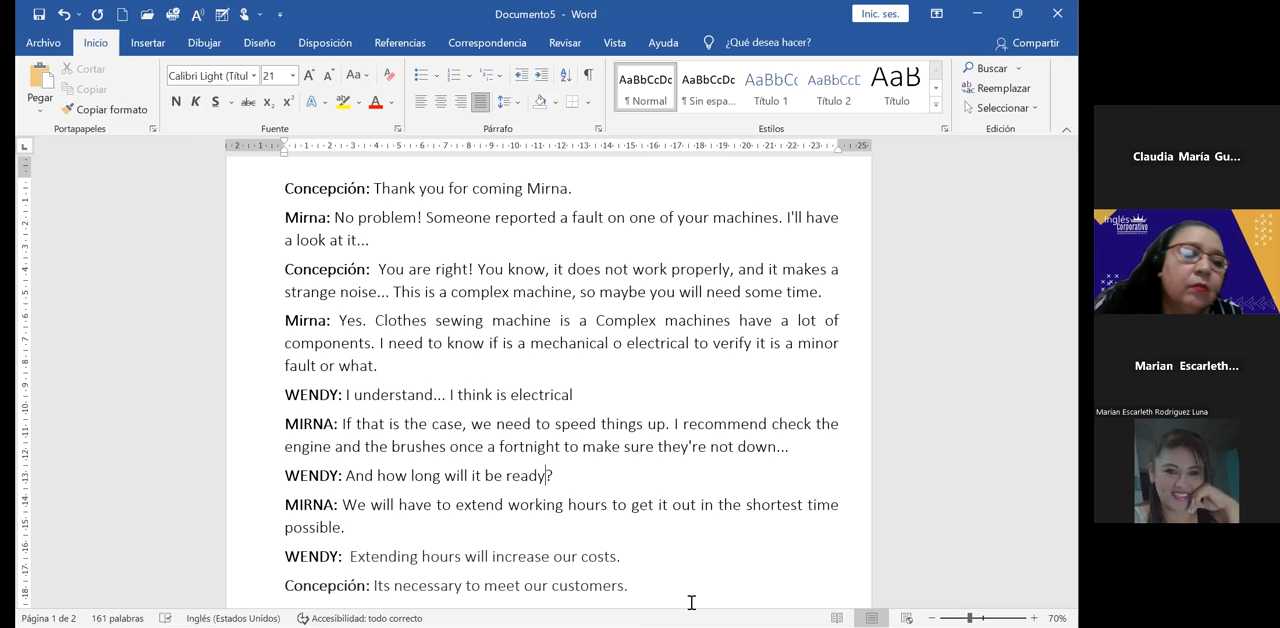 Documento5 - Word
Inic. ses.
Archivo Inicio Insertar Dibujar Diseño Disposición Referencias Correspondencia Revisar Vista Ayuda ¿Qué desea hacer? Compartir
Pegar
Cortar
Copiar
Copiar formato
Portapapeles
Calibri Light (Títul 21
N K S abc x₂ x²
Fuente
Párrafo
AaBbCcDc AaBbCcDc AaBbCc AaBbCcD AaB
¶ Normal ¶ Sin espa... Título 1 Título 2 Título
Estilos
Buscar
Reemplazar
Seleccionar
Edición
Concepción: Thank you for coming Mirna.
Mirna: No problem! Someone reported a fault on one of your machines. I'll have
a look at it...
Concepción: You are right! You know, it does not work properly, and it makes a
strange noise... This is a complex machine, so maybe you will need some time.
Mirna: Yes. Clothes sewing machine is a Complex machines have a lot of
components. I need to know if is a mechanical o electrical to verify it is a minor
fault or what.
WENDY: I understand... I think is electrical
MIRNA: If that is the case, we need to speed things up. I recommend check the
engine and the brushes once a fortnight to make sure they're not down...
WENDY: And how long will it be ready?
MIRNA: We will have to extend working hours to get it out in the shortest time
possible.
WENDY: Extending hours will increase our costs.
Concepción: Its necessary to meet our customers.
Página 1 de 2 161 palabras Inglés (Estados Unidos) Accesibilidad: todo correcto 70%
Claudia María Gu...
Inglés
Corporativo
Marian Escarleth...
Marian Escarleth Rodriguez Luna